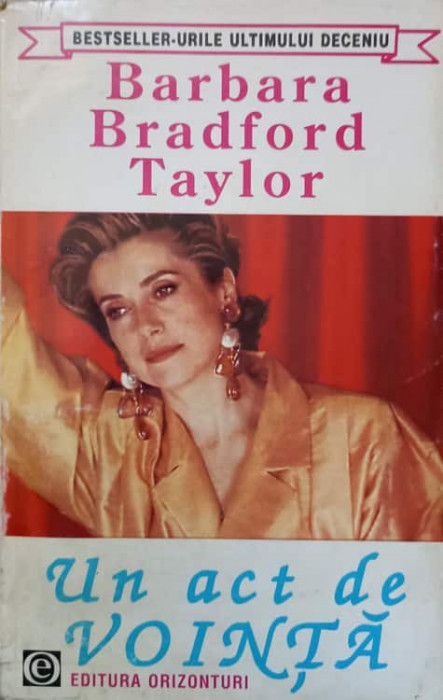 BESTSELLER-URILE ULTIMULUI DECENIU
Barbara
Bradford
Taylor
Un act de
VOINȚĂ
e EDITURA ORIZONTURI